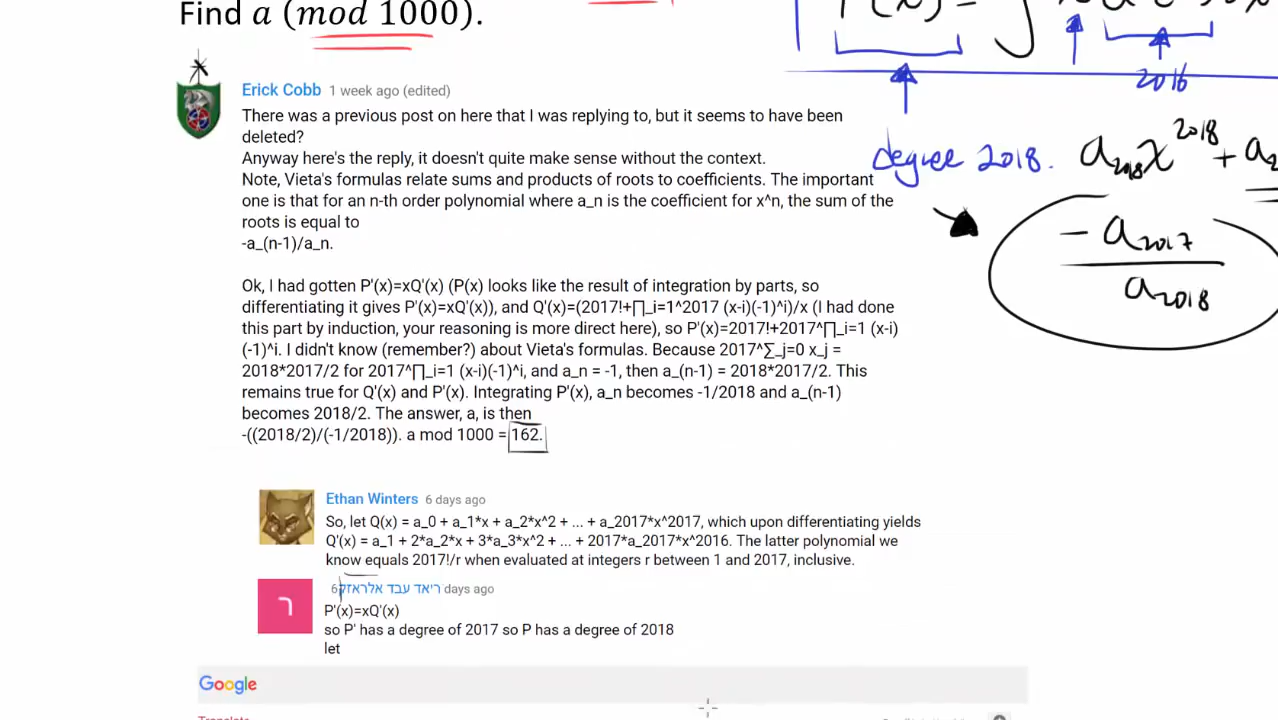 Find a (mod 1000).
2016
Erick Cobb 1 week ago (edited)
There was a previous post on here that I was replying to, but it seems to have been
deleted?
Anyway here's the reply, it doesn't quite make sense without the context.
Note, Vieta's formulas relate sums and products of roots to coefficients. The important
one is that for an n-th order polynomial where a_n is the coefficient for x^n, the sum of the
roots is equal to
-a_(n-1)/a_n.
degree 2018. a₂₀₁₈x²⁰¹⁸ +
-a₂₀₁₇
a₂₀₁₈
Ok, I had gotten P'(x)=xQ'(x) (P(x) looks like the result of integration by parts, so
differentiating it gives P'(x)=xQ'(x)), and Q'(x)=(2017!+∏_i=1^2017 (x-i)(-1)^i)/x (I had done
this part by induction, your reasoning is more direct here), so P'(x)=2017!+2017^∏_i=1 (x-i)
(-1)^i. I didn't know (remember?) about Vieta's formulas. Because 2017^∑_j=0 x_j =
2018*2017/2 for 2017^∏_i=1 (x-i)(-1)^i, and a_n = -1, then a_(n-1) = 2018*2017/2. This
remains true for Q'(x) and P'(x). Integrating P'(x), a_n becomes -1/2018 and a_(n-1)
becomes 2018/2. The answer, a, is then
-((2018/2)/(-1/2018)). a mod 1000 = 162.
Ethan Winters 6 days ago
So, let Q(x) = a_0 + a_1*x + a_2*x^2 + ... + a_2017*x^2017, which upon differentiating yields
Q'(x) = a_1 + 2*a_2*x + 3*a_3*x^2 + ... + 2017*a_2017*x^2016. The latter polynomial we
know equals 2017!/r when evaluated at integers r between 1 and 2017, inclusive.
6 ריאד עבד אלראזק days ago
ר
P'(x)=xQ'(x)
so P' has a degree of 2017 so P has a degree of 2018
let
Google
Translate